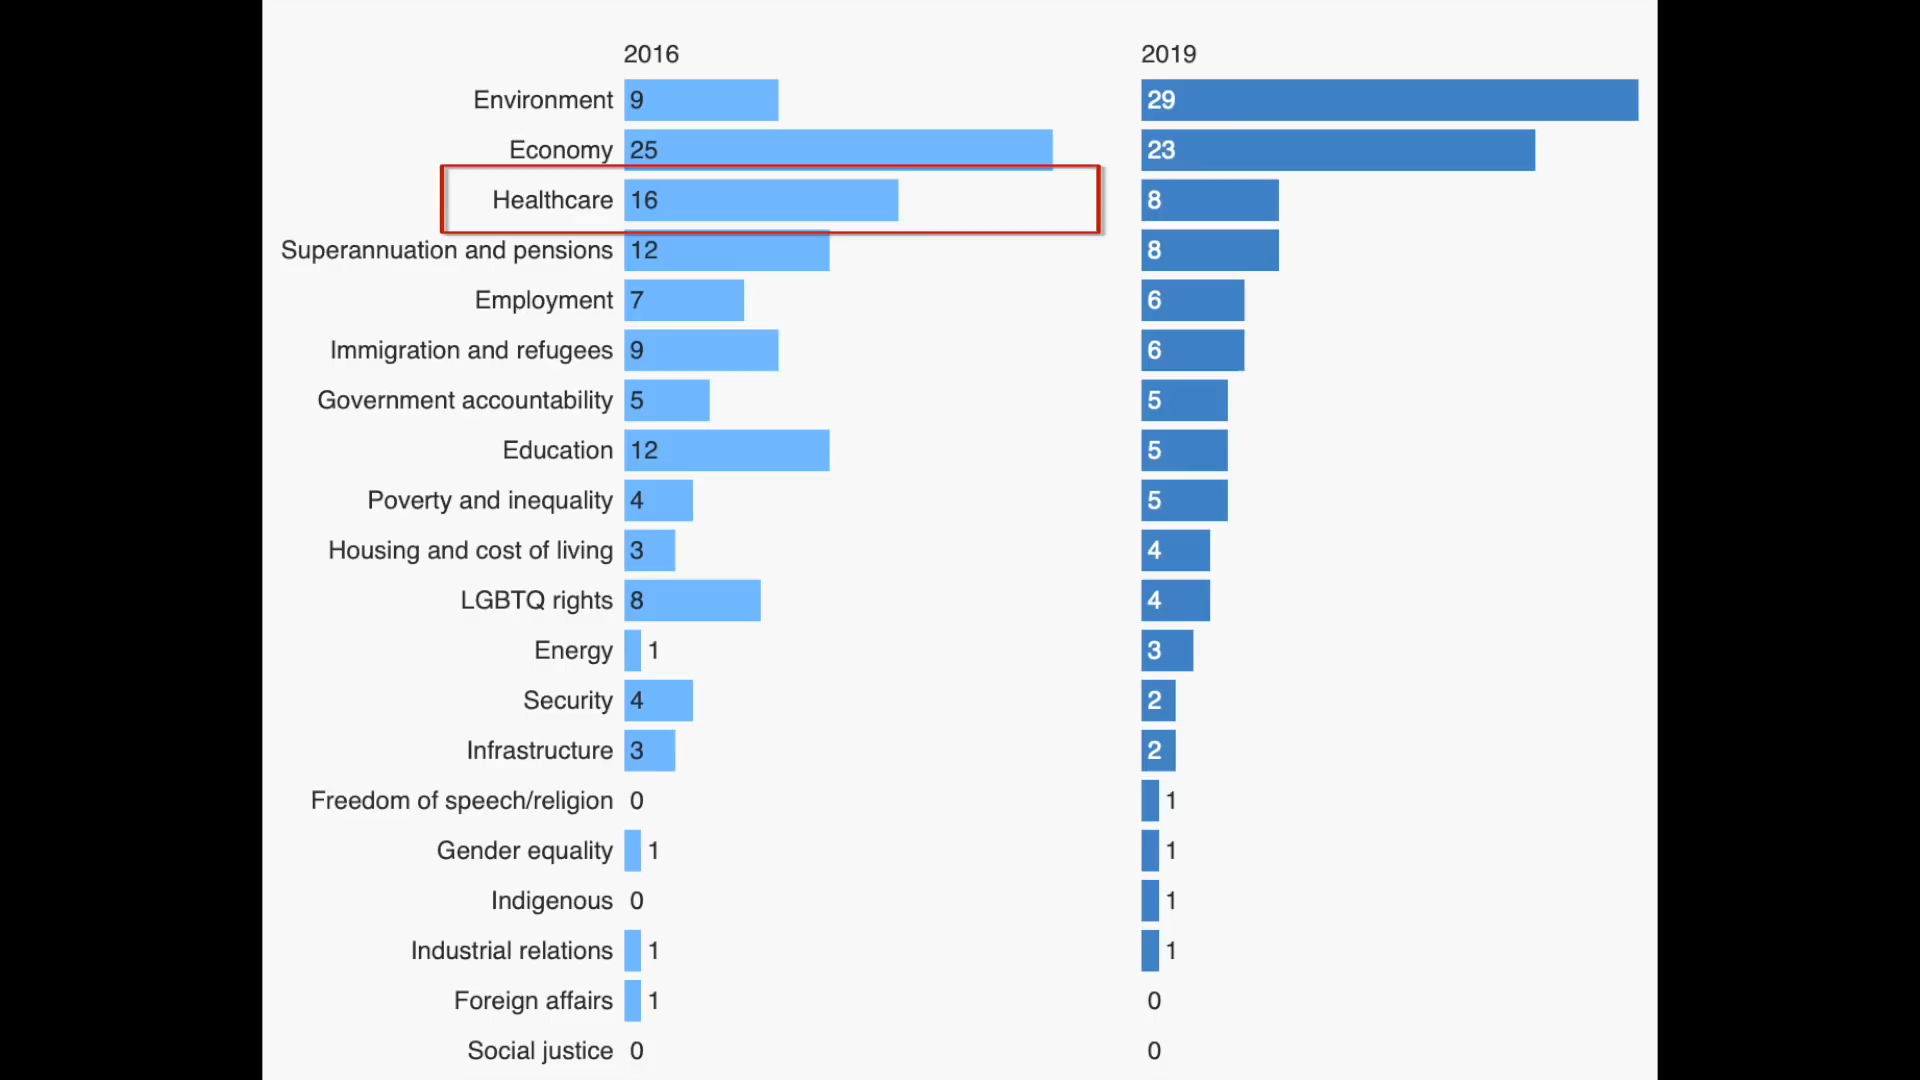 2016 2019
Environment 9 29
Economy 25 23
Healthcare 16 8
Superannuation and pensions 12 8
Employment 7 6
Immigration and refugees 9 6
Government accountability 5 5
Education 12 5
Poverty and inequality 4 5
Housing and cost of living 3 4
LGBTQ rights 8 4
Energy 1 3
Security 4 2
Infrastructure 3 2
Freedom of speech/religion 0 1
Gender equality 1 1
Indigenous 0 1
Industrial relations 1 1
Foreign affairs 1 0
Social justice 0 0